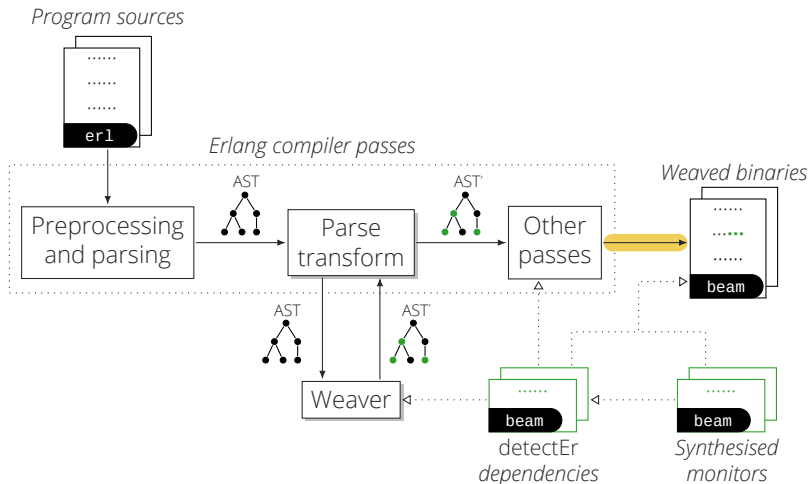 Program sources
erl
Erlang compiler passes
Weaved binaries
AST
AST'
Preprocessing
and parsing
Parse
transform
Other
passes
beam
AST
AST'
Weaver
beam
beam
detectEr
dependencies
Synthesised
monitors